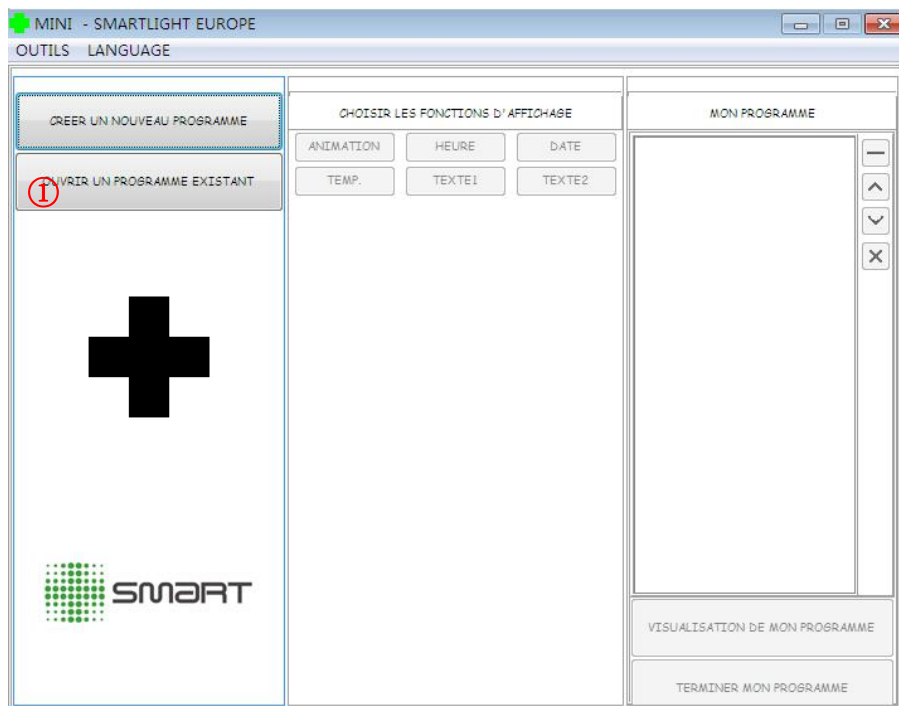 MINI - SMARTLIGHT EUROPE
OUTILS LANGUAGE
CREER UN NOUVEAU PROGRAMME
OUVRIR UN PROGRAMME EXISTANT
①
SMART
CHOISIR LES FONCTIONS D'AFFICHAGE
ANIMATION HEURE DATE
TEMP. TEXTE1 TEXTE2
MON PROGRAMME
VISUALISATION DE MON PROGRAMME
TERMINER MON PROGRAMME